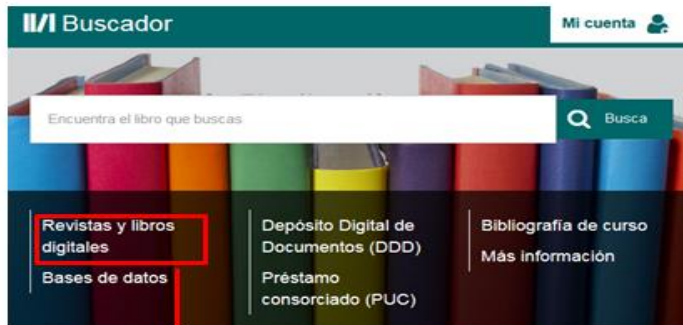 Buscador
Mi cuenta
Encuentra el libro que buscas
Busca
Revistas y libros
digitales
Bases de datos
Depósito Digital de
Documentos (DDD)
Préstamo
consorciado (PUC)
Bibliografía de curso
Más información